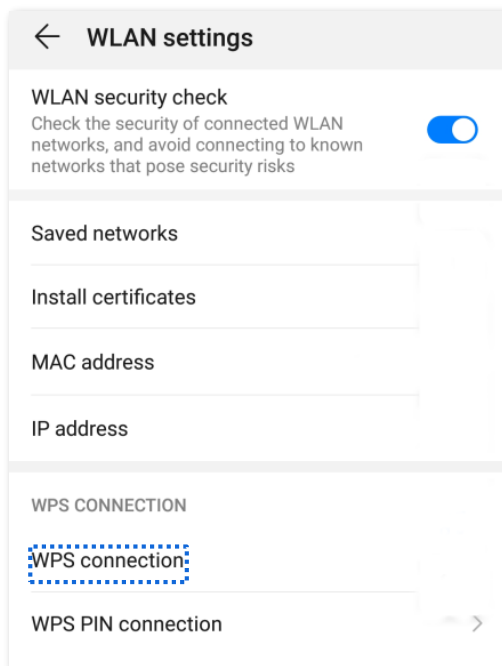 WLAN settings
WLAN security check
Check the security of connected WLAN
networks, and avoid connecting to known
networks that pose security risks
Saved networks
Install certificates
MAC address
IP address
WPS CONNECTION
WPS connection
WPS PIN connection